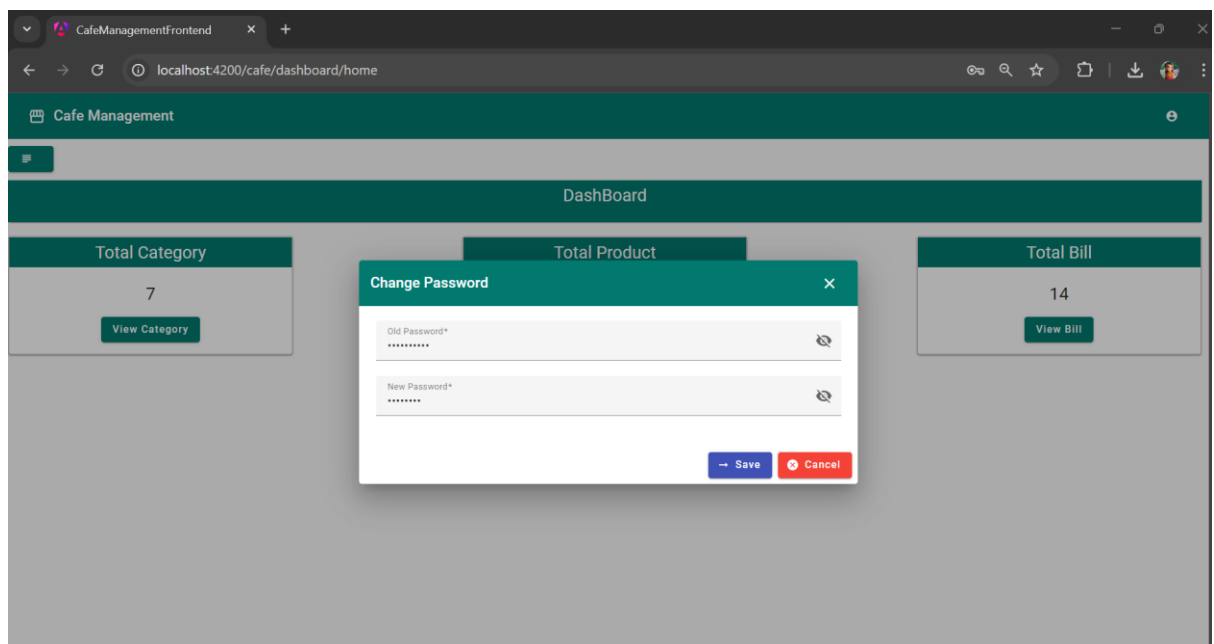 CafeManagementFrontend
localhost:4200/cafe/dashboard/home
Cafe Management
DashBoard
Total Category
Total Product
Total Bill
7
14
View Category
View Bill
Change Password
Old Password*
••••••••••
New Password*
••••••••
Save
Cancel